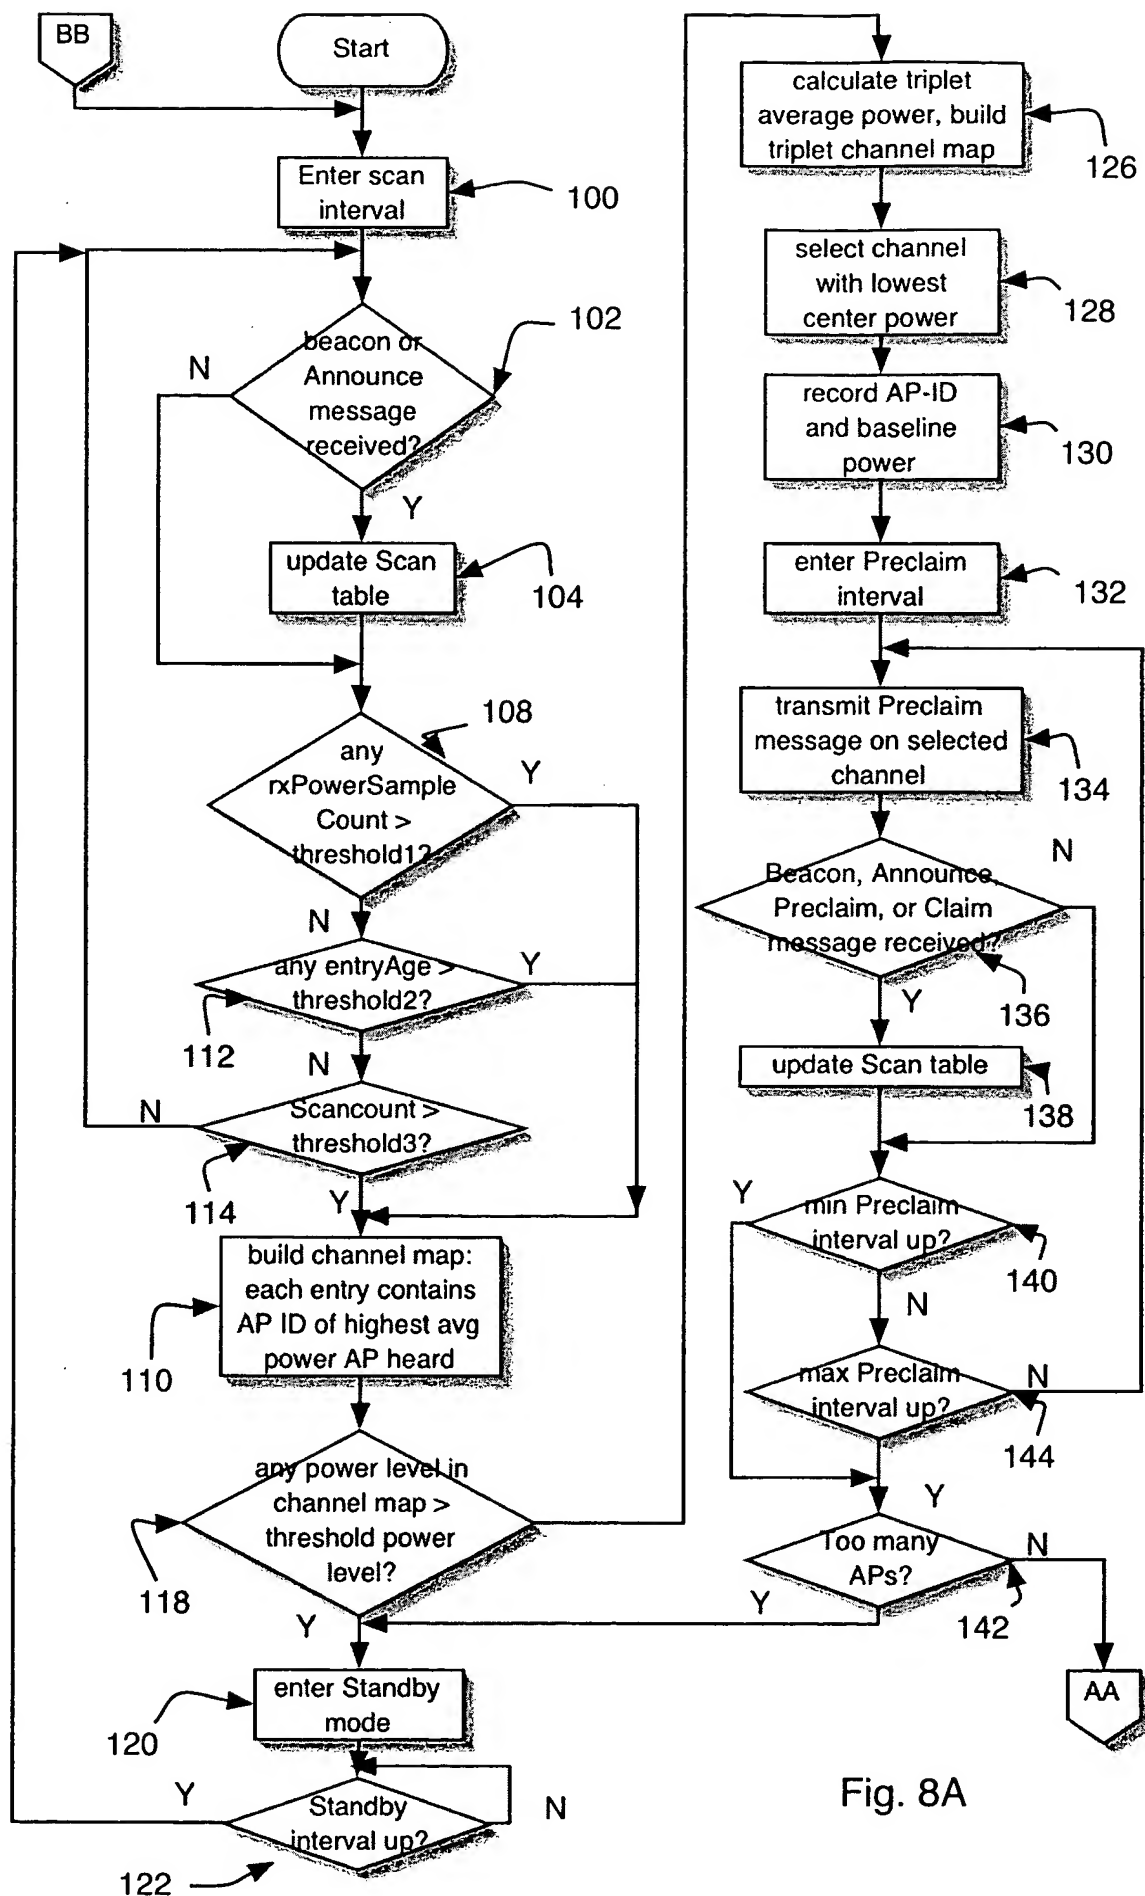 BB
Start
Enter scan
interval
100
beacon or
Announce
message
received?
102
N
Y
update Scan
table
104
108
any
rxPowerSample
Count >
threshold1?
Y
N
any entryAge >
threshold2?
Y
112
N
Scancount >
threshold3?
N
114
Y
build channel map:
each entry contains
AP ID of highest avg
power AP heard
110
any power level in
channel map >
threshold power
level?
118
Y
enter Standby
mode
120
Y
Standby
interval up?
N
122
calculate triplet
average power, build
triplet channel map
126
select channel
with lowest
center power
128
record AP-ID
and baseline
power
130
enter Preclaim
interval
132
transmit Preclaim
message on selected
channel
134
N
Beacon, Announce,
Preclaim, or Claim
message received?
136
Y
update Scan table
138
Y
min Preclaim
interval up?
140
N
max Preclaim
interval up?
N
144
Y
Too many
APs?
N
Y
142
AA
Fig. 8A